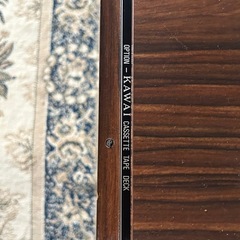 OPTION – KAWAI CASSETTE TAPE DECK